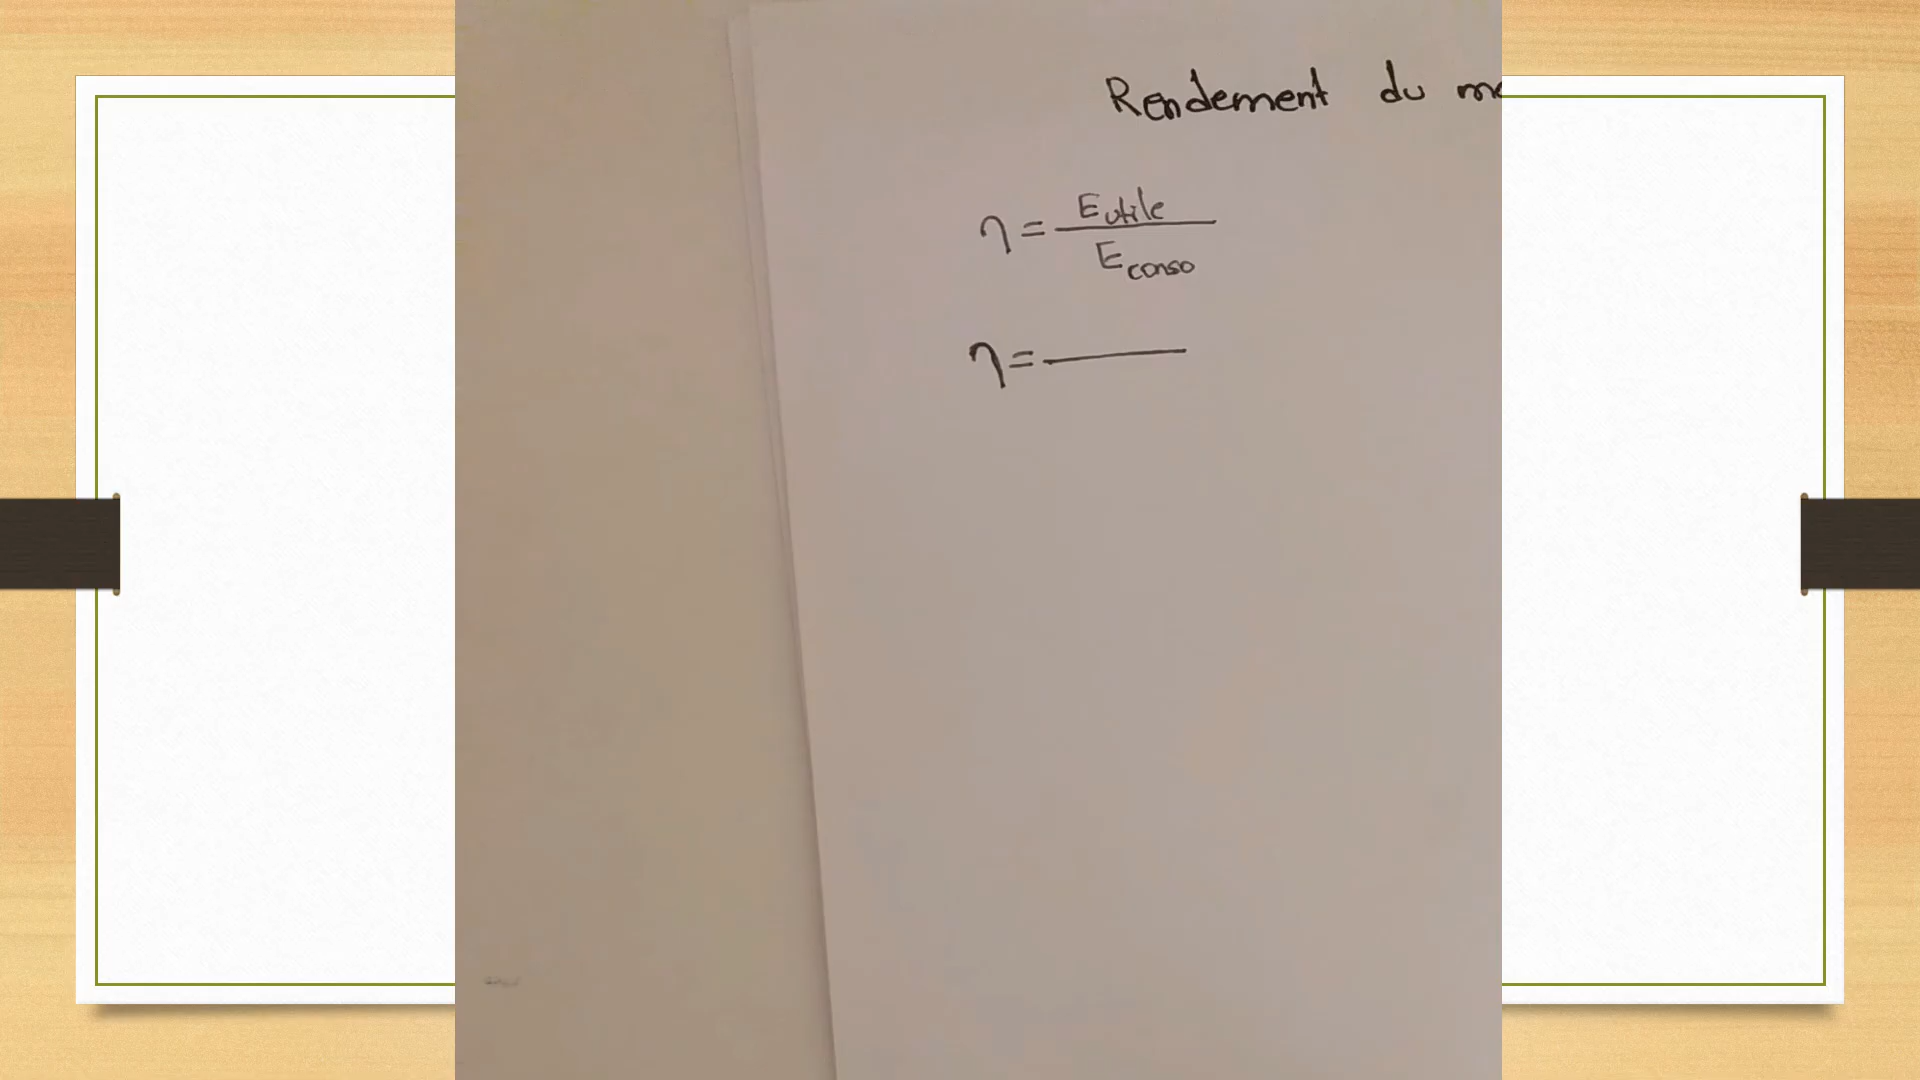 Rendement du
η = E utile / E conso
η = —